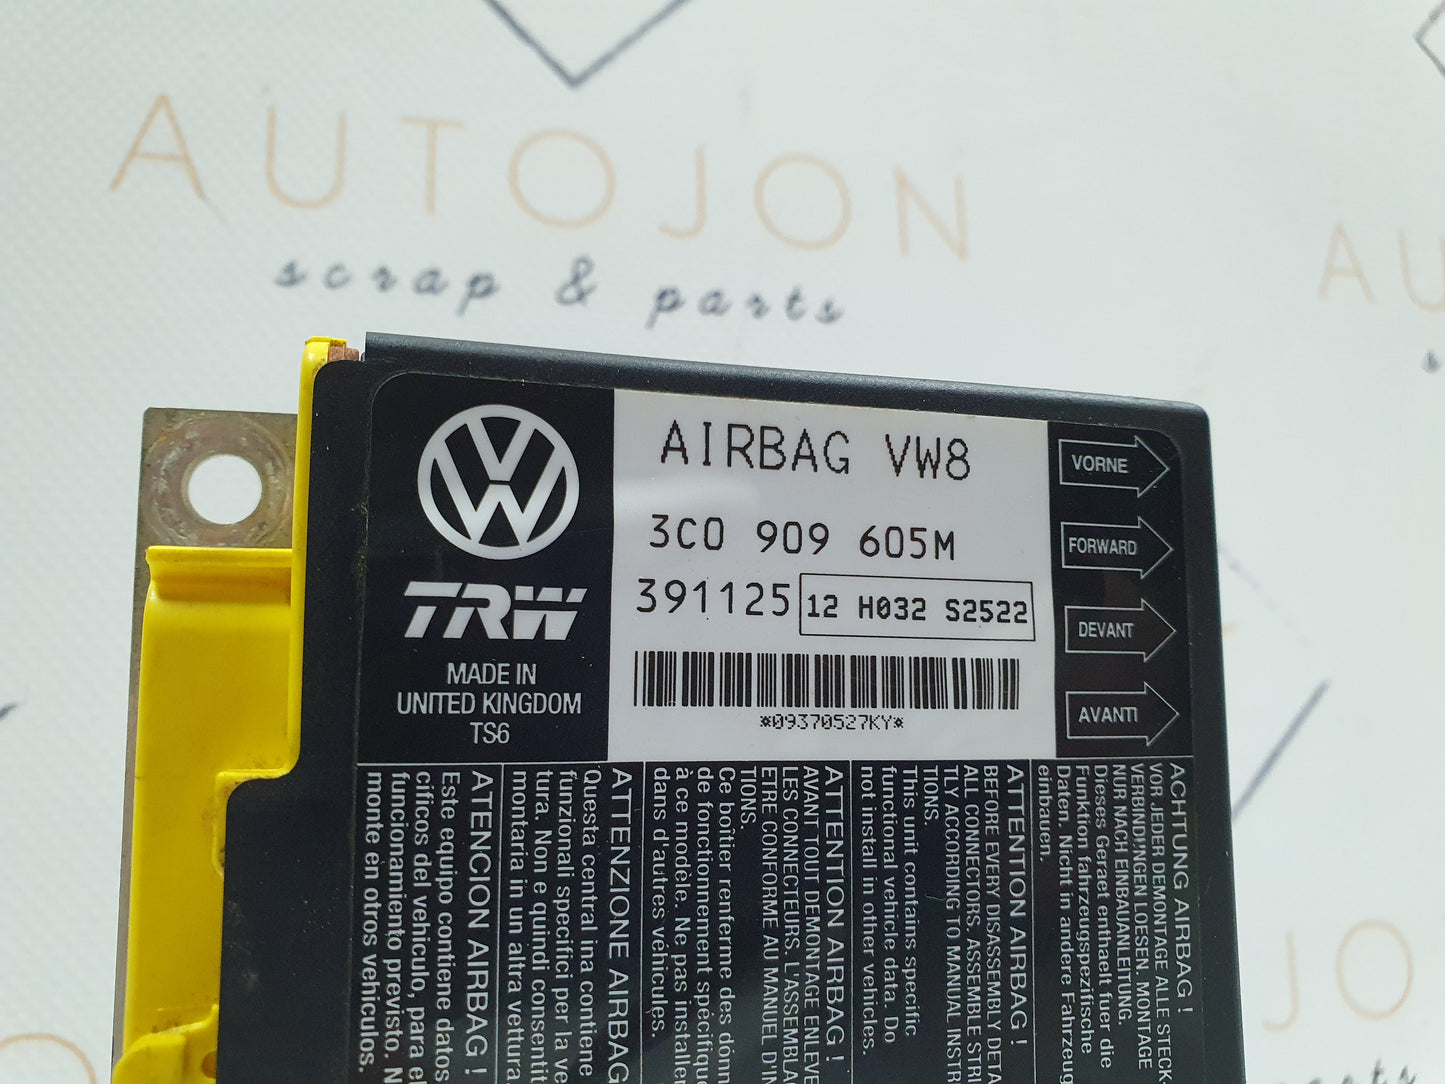 AUTOJON
scrap & parts
AIRBAG VW8
3C0 909 605M
391125
12 H032 S2522
*09370527KY*
TRW
MADE IN
UNITED KINGDOM
TS6
VORNE
FORWARD
DEVANT
AVANTI
ACHTUNG AIRBAG !
VOR JEDER DEMONTAGE ALLE STECK-
VERBINDUNGEN LOESEN, MONTAGE
NUR NACH EINBAUANLEITUNG.
Dieses Geraet enthaelt fuer die
Funktion fahrzeugspezifische
Daten. Nicht in andere Fahrzeug
einbauen.
ATTENTION AIRBAG !
BEFORE EVERY DISASSEMBLY DETA
ALL CONNECTORS, ASSEMBLE STRI
TLY ACCORDING TO MANUAL INSTR
TIONS.
This unit contains specific
functional vehicle data. Do
not install in other vehicles.
ATTENTION AIRBAG !
AVANT TOUT DEMONTAGE ENLEVE
LES CONNECTEURS. L'ASSEMBLA
ETRE CONFORME AU MANUEL D'IN
TIONS.
Ce boîtier renferme des donn
de fonctionnement spécifique
à ce modèle. Ne pas installer
dans d'autres véhicules.
ATTENZIONE AIRBAG
Questa centralina contiene
funzionali specifici per la ve
tura. Non e quindi consentit
montarla in un altra vettura
ATENCION AIRBAG !
Este equipo contiene datos
cificos del vehiculo, para el
funcionamiento previsto. N
monte en otros vehiculos.
A U
J O